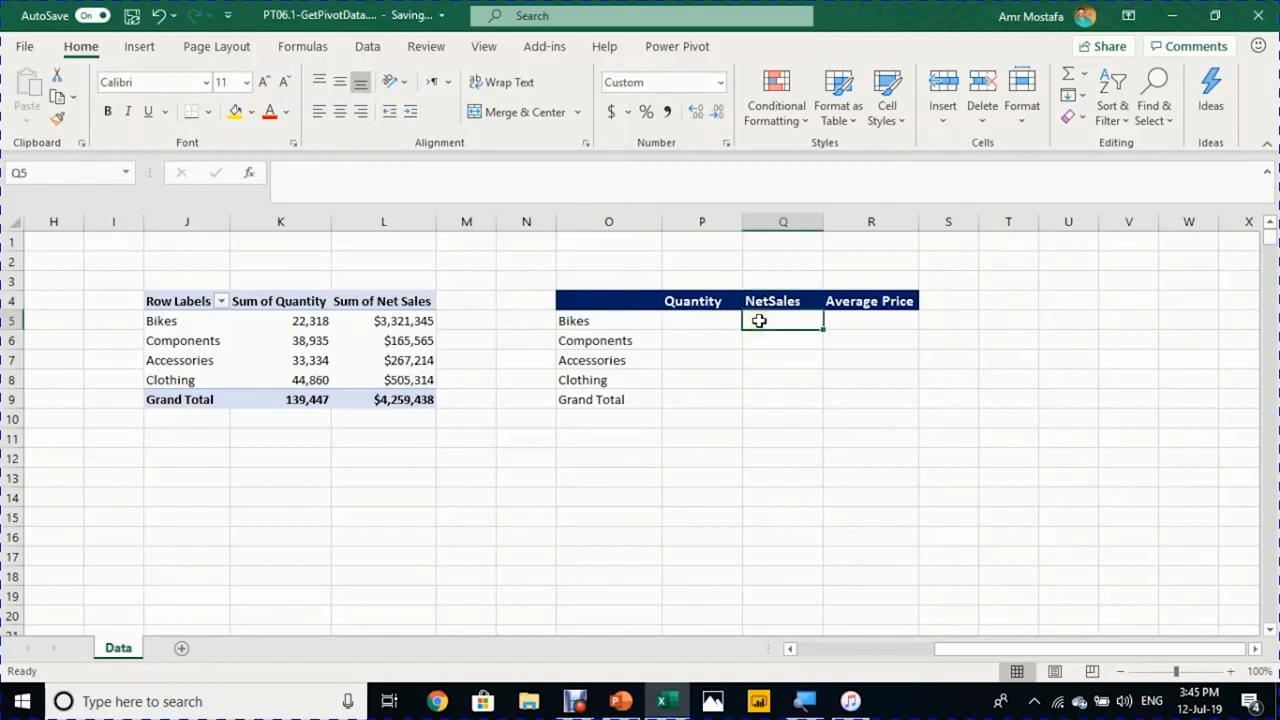 AutoSave On PT06.1-GetPivotData.... - Saving... Search Amr Mostafa
File Home Insert Page Layout Formulas Data Review View Add-ins Help Power Pivot Share Comments
Paste
Calibri 11
Wrap Text
Custom
Conditional Formatting
Format as Table
Cell Styles
Insert Delete Format
Sort & Filter
Find & Select
Ideas
B I U
Merge & Center
$ %
Clipboard Font Alignment Number Styles Cells Editing Ideas
Q5 fx
H I J K L M N O P Q R S T U V W X
1
2
3
4 Row Labels Sum of Quantity Sum of Net Sales Quantity NetSales Average Price
5 Bikes 22,318 $3,321,345 Bikes
6 Components 38,935 $165,565 Components
7 Accessories 33,334 $267,214 Accessories
8 Clothing 44,860 $505,314 Clothing
9 Grand Total 139,447 $4,259,438 Grand Total
10
11
12
13
14
15
16
17
18
19
20
Data
Ready 100%
Type here to search ENG 3:45 PM
12-Jul-19 4